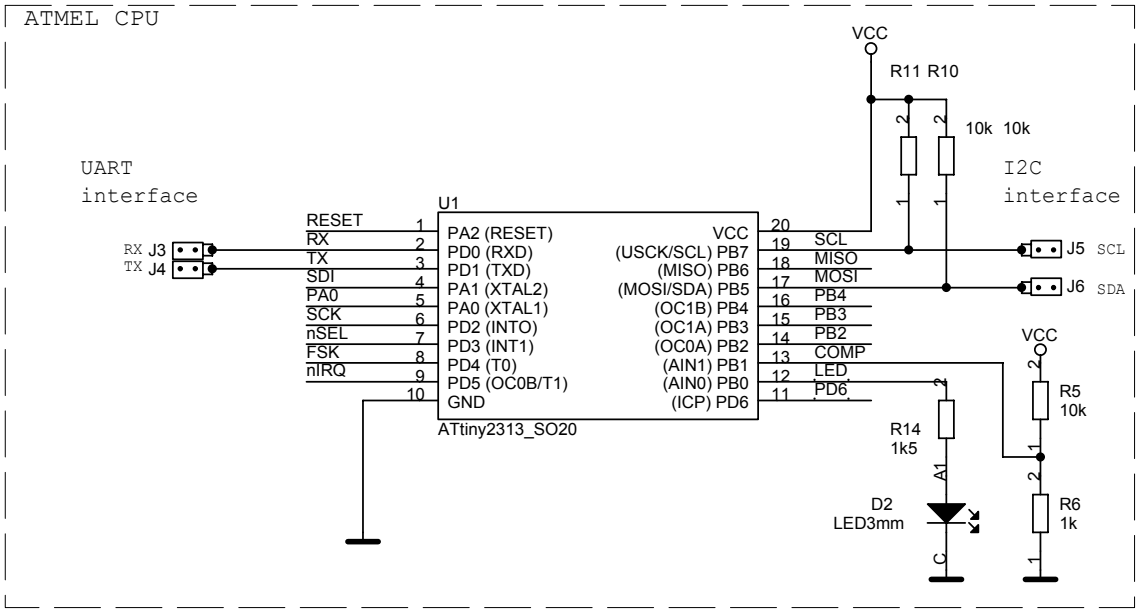 ATMEL CPU
VCC
R11 R10
2 2
10k 10k
1 1
UART
interface
I2C
interface
U1
RESET 1 PA2 (RESET)
RX 2 PD0 (RXD)
TX 3 PD1 (TXD)
SDI 4 PA1 (XTAL2)
PA0 5 PA0 (XTAL1)
SCK 6 PD2 (INTO)
nSEL 7 PD3 (INT1)
FSK 8 PD4 (T0)
nIRQ 9 PD5 (OC0B/T1)
10 GND
VCC 20
(USCK/SCL) PB7 19 SCL
(MISO) PB6 18 MISO
(MOSI/SDA) PB5 17 MOSI
(OC1B) PB4 16 PB4
(OC1A) PB3 15 PB3
(OC0A) PB2 14 PB2
(AIN1) PB1 13 COMP
(AIN0) PB0 12 LED
(ICP) PD6 11 PD6
ATtiny2313_SO20
RX J3
TX J4
J5 SCL
J6 SDA
VCC
2
R5
10k
1
2
R6
1k
1
2
R14
1k5
A1
D2
LED3mm
C